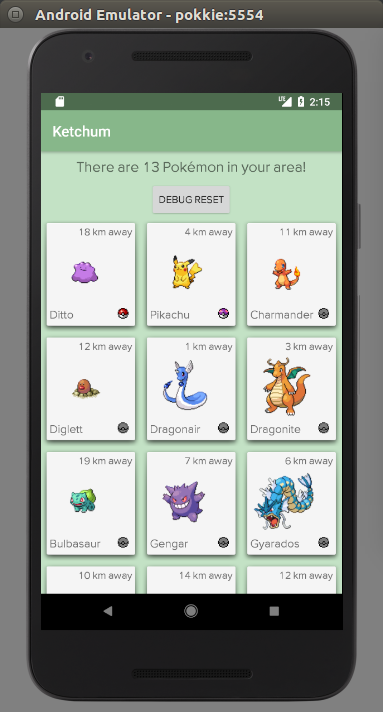 Android Emulator - pokkie:5554
LTE 2:15
Ketchum
There are 13 Pokémon in your area!
DEBUG RESET
18 km away 4 km away 11 km away
Ditto Pikachu Charmander
12 km away 1 km away 3 km away
Diglett Dragonair Dragonite
19 km away 7 km away 6 km away
Bulbasaur Gengar Gyarados
10 km away 14 km away 12 km away